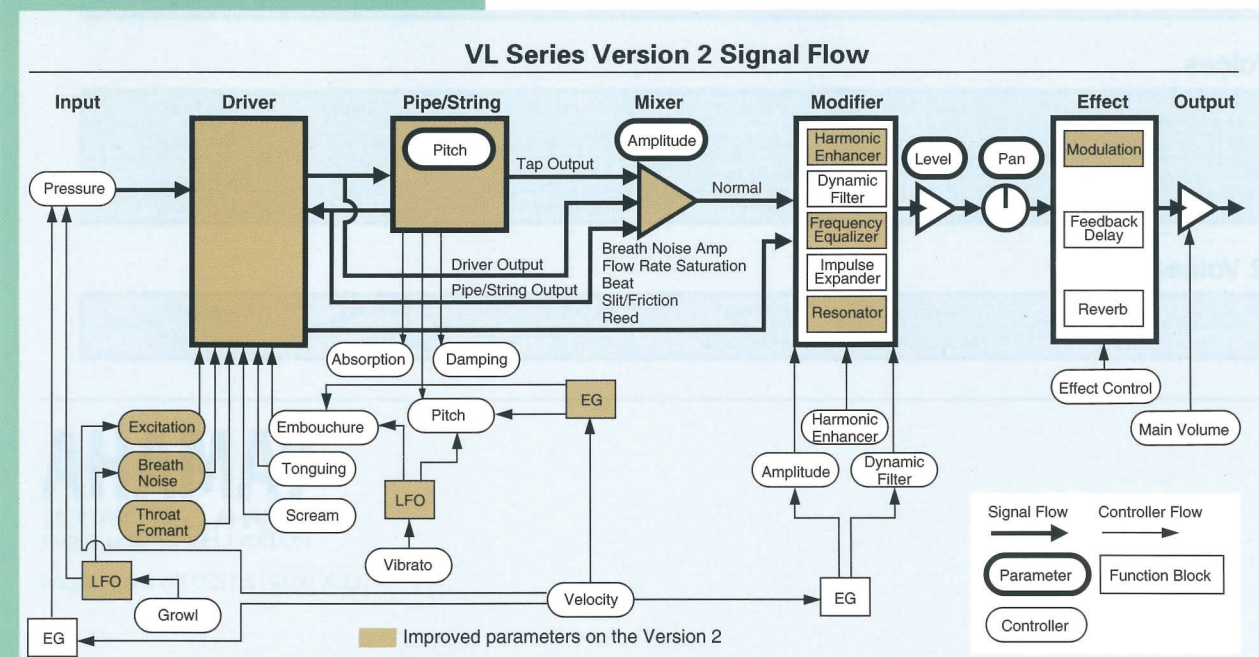 VL Series Version 2 Signal Flow
Input
Driver
Pipe/String
Mixer
Modifier
Effect
Output
Pressure
Pitch
Tap Output
Amplitude
Normal
Driver Output
Pipe/String Output
Breath Noise Amp
Flow Rate Saturation
Beat
Slit/Friction
Reed
Harmonic
Enhancer
Dynamic
Filter
Frequency
Equalizer
Impulse
Expander
Resonator
Level
Pan
Modulation
Feedback
Delay
Reverb
Absorption
Damping
Effect Control
Main Volume
Excitation
Breath
Noise
Throat
Fomant
Embouchure
Tonguing
Scream
Pitch
EG
LFO
Vibrato
Harmonic
Enhancer
Amplitude
Dynamic
Filter
LFO
Growl
EG
Velocity
EG
Improved parameters on the Version 2
Signal Flow
Controller Flow
Parameter
Function Block
Controller